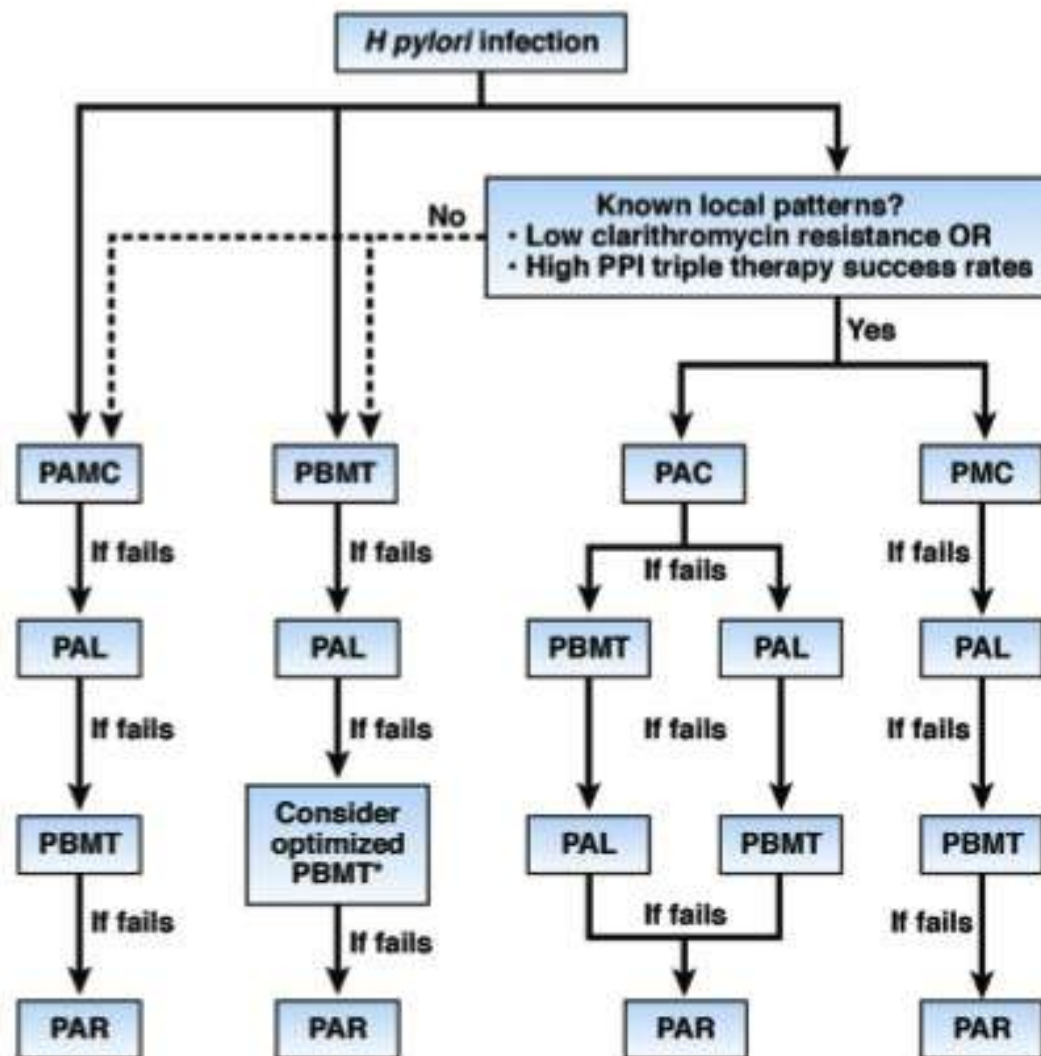 H pylori infection
Known local patterns?
• Low clarithromycin resistance OR
• High PPI triple therapy success rates
No
Yes
PAMC
PBMT
PAC
PMC
If fails
If fails
If fails
If fails
PAL
PAL
PBMT
PAL
PAL
If fails
If fails
If fails
If fails
PBMT
Consider
optimized
PBMT*
PAL
PBMT
PBMT
If fails
If fails
If fails
If fails
PAR
PAR
PAR
PAR